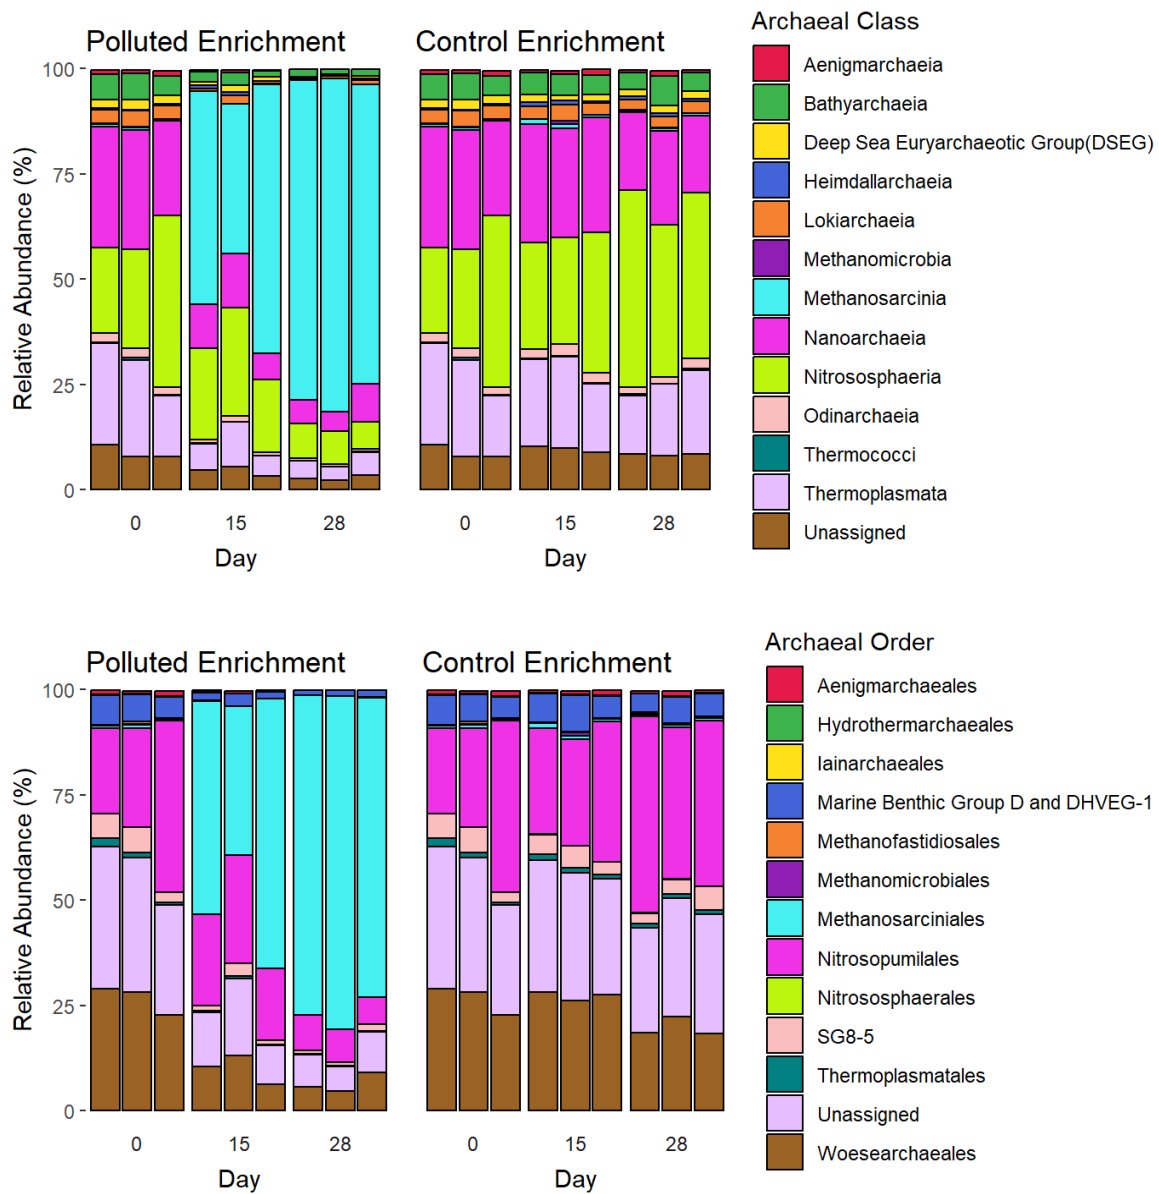 Polluted Enrichment
Control Enrichment
Archaeal Class
Relative Abundance (%)
100
75
50
25
0
0 15 28
Day
0 15 28
Day
Aenigmarchaeia
Bathyarchaeia
Deep Sea Euryarchaeotic Group(DSEG)
Heimdallarchaeia
Lokiarchaeia
Methanomicrobia
Methanosarcinia
Nanoarchaeia
Nitrososphaeria
Odinarchaeia
Thermococci
Thermoplasmata
Unassigned
Polluted Enrichment
Control Enrichment
Archaeal Order
Relative Abundance (%)
100
75
50
25
0
0 15 28
Day
0 15 28
Day
Aenigmarchaeales
Hydrothermarchaeales
Iainarchaeales
Marine Benthic Group D and DHVEG-1
Methanofastidiosales
Methanomicrobiales
Methanosarciniales
Nitrosopumilales
Nitrososphaerales
SG8-5
Thermoplasmatales
Unassigned
Woesearchaeales